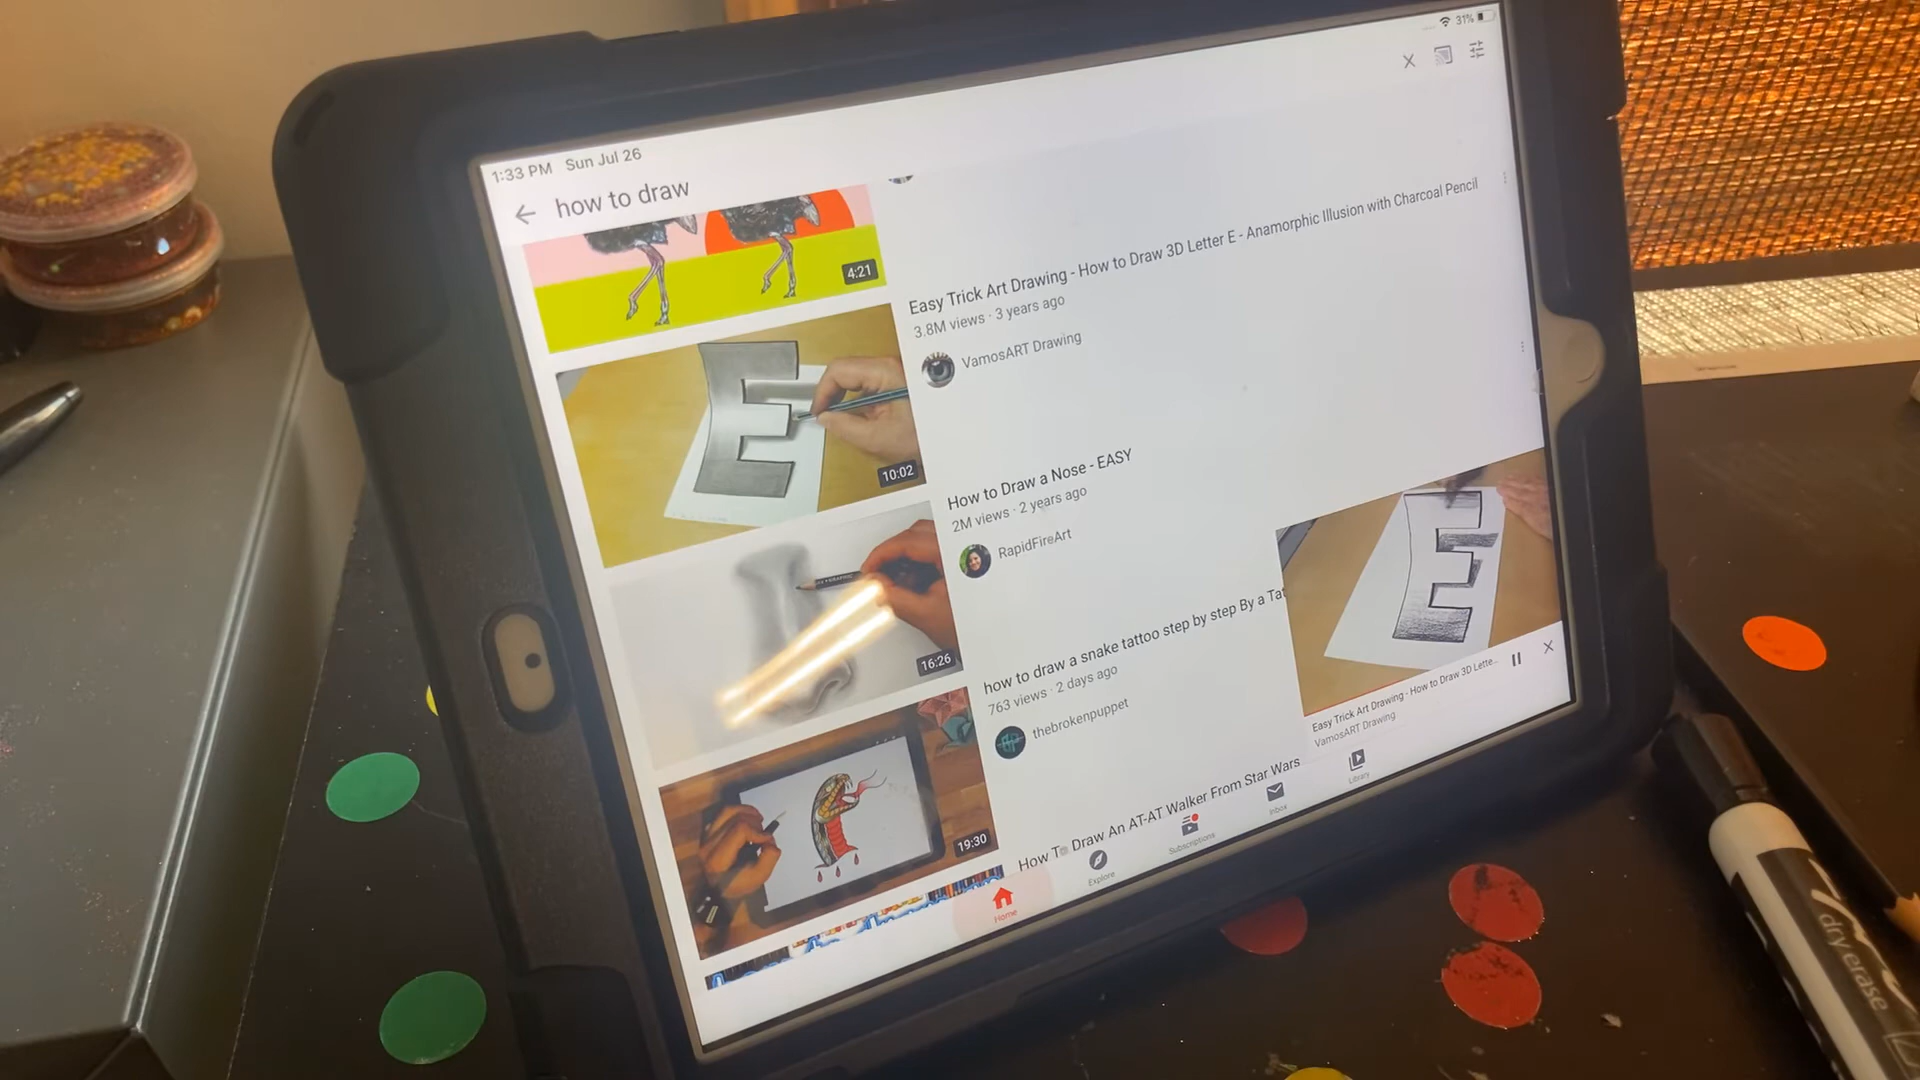 1:33 PM Sun Jul 26
31%
how to draw
4:21
Easy Trick Art Drawing - How to Draw 3D Letter E - Anamorphic Illusion with Charcoal Pencil
3.8M views · 3 years ago
VamosART Drawing
E
10:02
How to Draw a Nose - EASY
2M views · 2 years ago
RapidFireArt
16:26
how to draw a snake tattoo step by step By a Tat
763 views · 2 days ago
thebrokenpuppet
19:30
How To Draw An AT-AT Walker From Star Wars
E
Easy Trick Art Drawing - How to Draw 3D Lette...
VamosART Drawing
Home
Explore
Subscriptions
Inbox
Library
dry erase